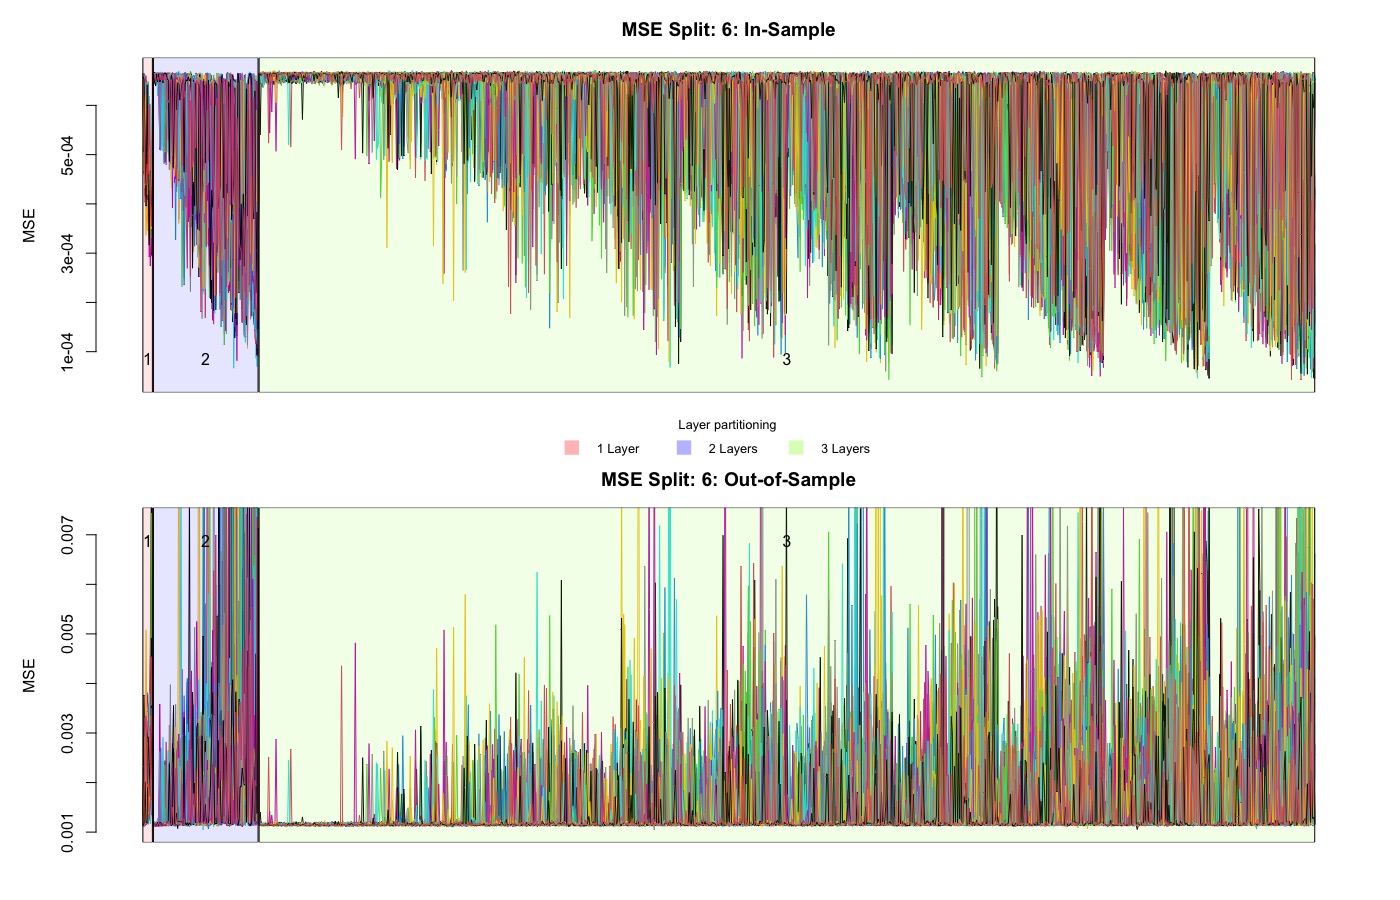 MSE Split: 6: In-Sample
MSE
5e-04
3e-04
1e-04
1
2
3
Layer partitioning
1 Layer 2 Layers 3 Layers
MSE Split: 6: Out-of-Sample
MSE
0.007
0.005
0.003
0.001
1
2
3